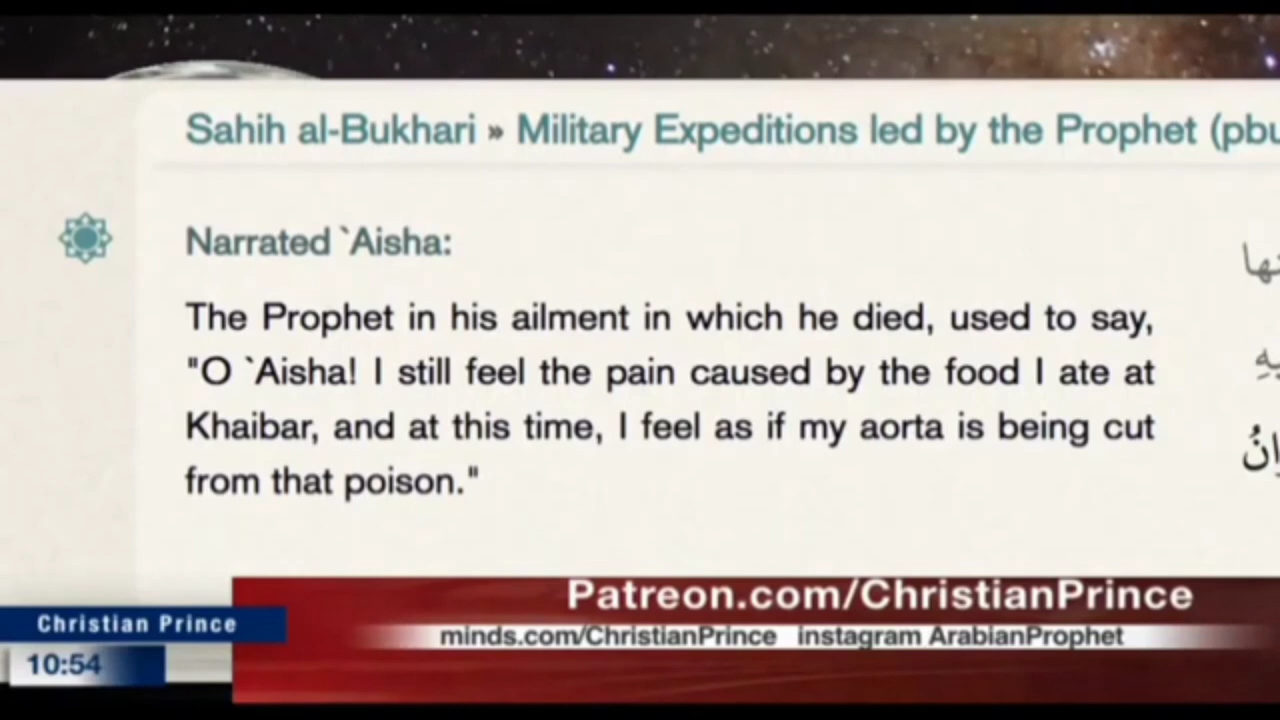 Sahih al-Bukhari » Military Expeditions led by the Prophet
Narrated `Aisha:
The Prophet in his ailment in which he died, used to say,
"O `Aisha! I still feel the pain caused by the food I ate at
Khaibar, and at this time, I feel as if my aorta is being cut
from that poison."
Patreon.com/ChristianPrince
Christian Prince
minds.com/ChristianPrince instagram ArabianProphet
10:54